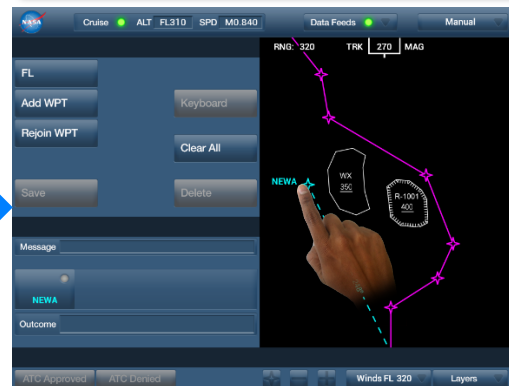 NASA
Cruise ALT FL310 SPD M0.840 Data Feeds Manual
RNG: 320 TRK 270 MAG
FL
Add WPT Keyboard
Rejoin WPT
Clear All
Save Delete
NEWA
WX
350
R-1001
400
Message
NEWA
Outcome
ATC Approved ATC Denied Winds FL 320 Layers